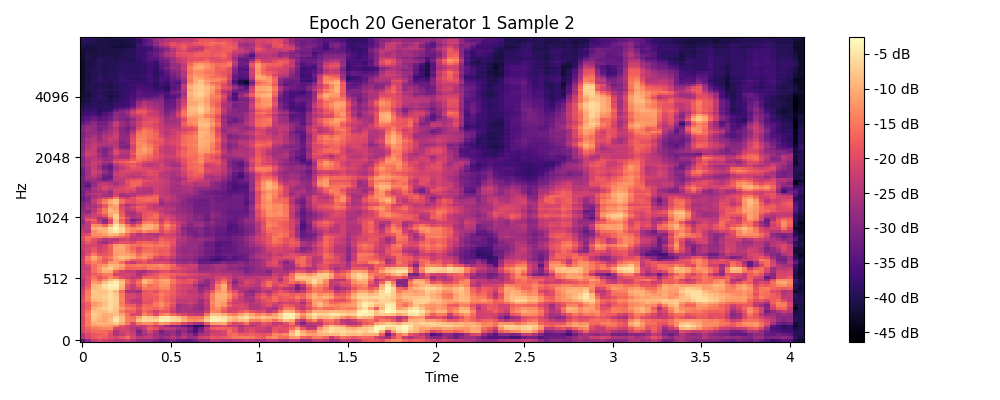 Epoch 20 Generator 1 Sample 2
Hz
4096
2048
1024
512
0
0 0.5 1 1.5 2 2.5 3 3.5 4
Time
-5 dB
-10 dB
-15 dB
-20 dB
-25 dB
-30 dB
-35 dB
-40 dB
-45 dB